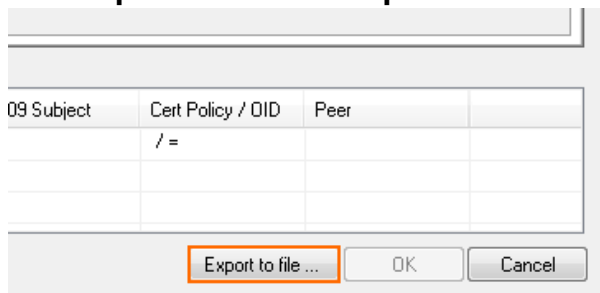 09 Subject Cert Policy / OID Peer
/ =
Export to file ... OK Cancel